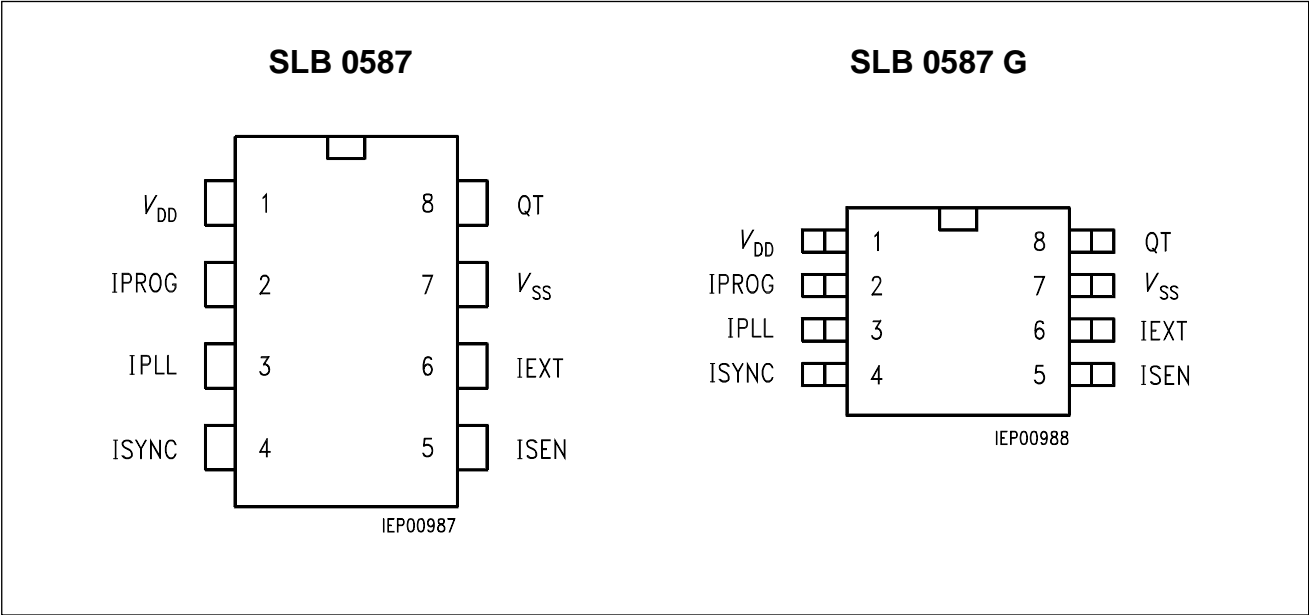 SLB 0587
SLB 0587 G
VDD 1 8 QT
IPROG 2 7 VSS
IPLL 3 6 IEXT
ISYNC 4 5 ISEN
IEP00987
VDD 1 8 QT
IPROG 2 7 VSS
IPLL 3 6 IEXT
ISYNC 4 5 ISEN
IEP00988